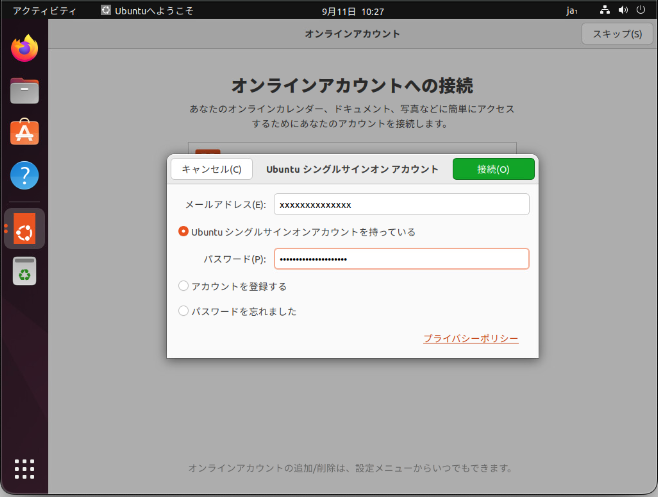 アクティビティ
Ubuntuへようこそ
9月11日 10:27
ja₁
オンラインアカウント
スキップ(S)
オンラインアカウントへの接続
あなたのオンラインカレンダー、ドキュメント、写真などに簡単にアクセス
するためにあなたのアカウントを接続します。
キャンセル(C)
Ubuntu シングルサインオン アカウント
接続(O)
メールアドレス(E):
xxxxxxxxxxxxxx
Ubuntu シングルサインオンアカウントを持っている
パスワード(P):
•••••••••••••••••••••
アカウントを登録する
パスワードを忘れました
プライバシーポリシー
オンラインアカウントの追加/削除は、設定メニューからいつでもできます。